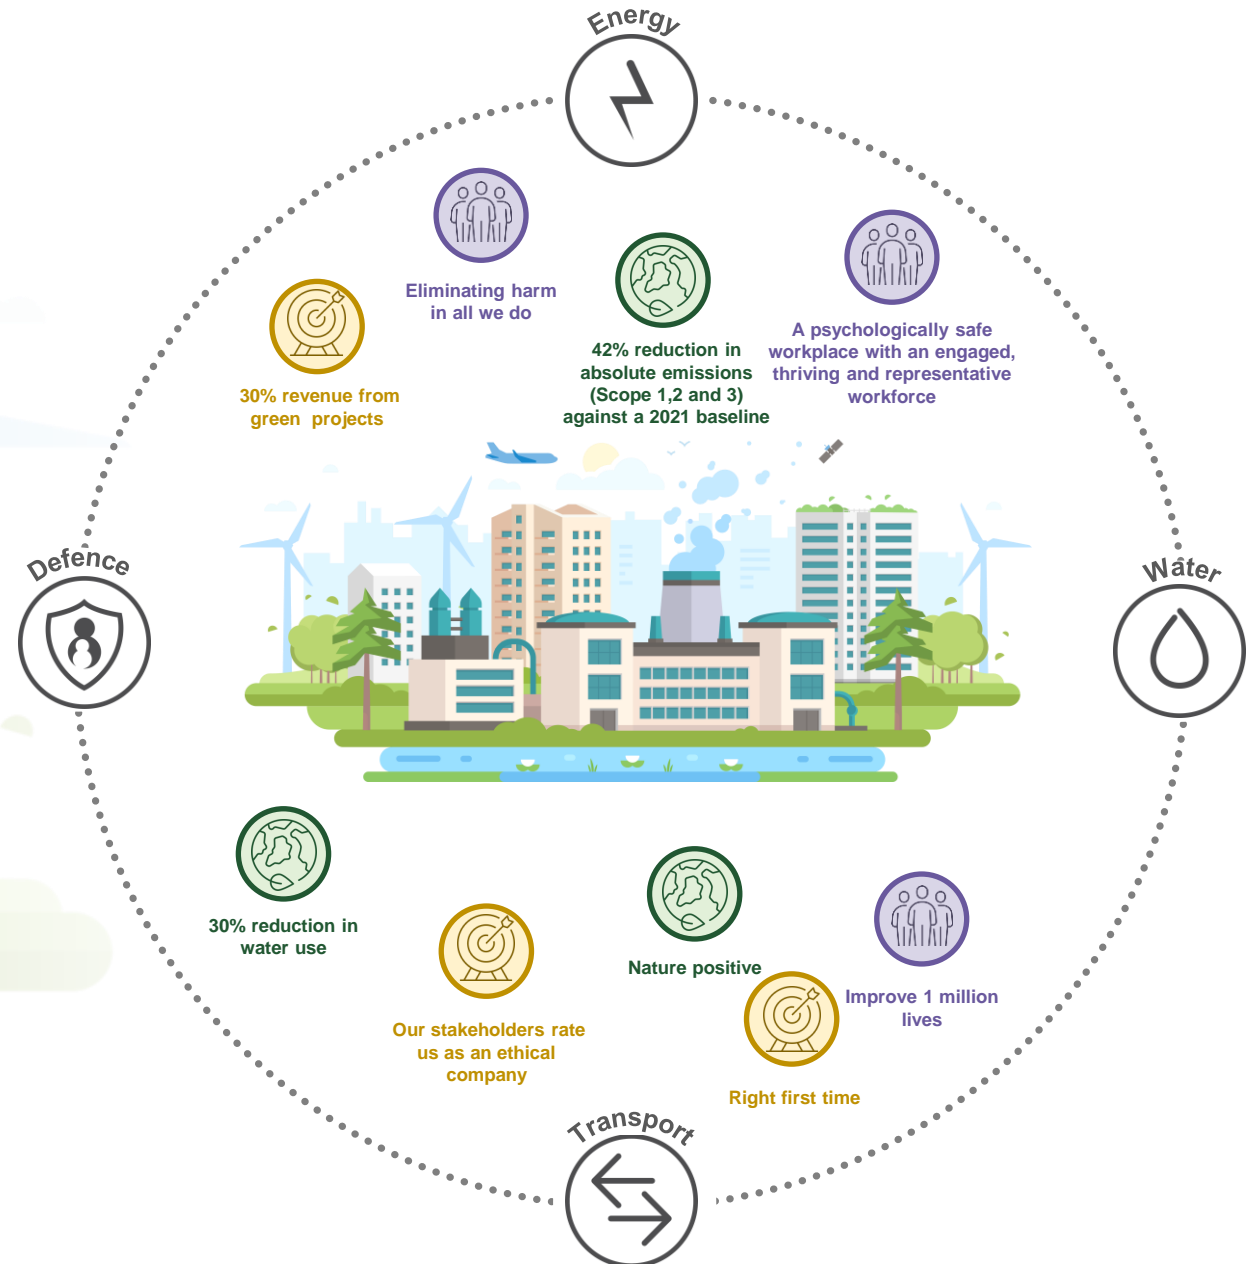 Energy
Eliminating harm
in all we do
30% revenue from
green projects
42% reduction in
absolute emissions
(Scope 1,2 and 3)
against a 2021 baseline
A psychologically safe
workplace with an engaged,
thriving and representative
workforce
Defence
Water
30% reduction in
water use
Our stakeholders rate
us as an ethical
company
Nature positive
Improve 1 million
lives
Right first time
Transport